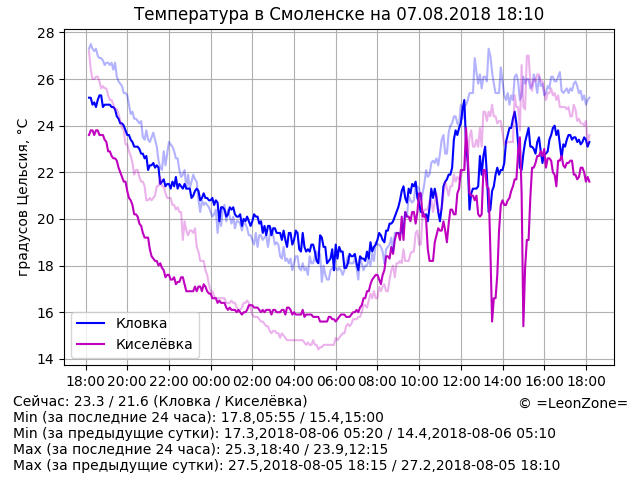 Температура в Смоленске на 07.08.2018 18:10
28
26
24
22
20
18
16
14
градусов Цельсия, °C
Кловка
Киселёвка
18:00 20:00 22:00 00:00 02:00 04:00 06:00 08:00 10:00 12:00 14:00 16:00 18:00
Сейчас: 23.3 / 21.6 (Кловка / Киселёвка)
© =LeonZone=
Min (за последние 24 часа): 17.8,05:55 / 15.4,15:00
Min (за предыдущие сутки): 17.3,2018-08-06 05:20 / 14.4,2018-08-06 05:10
Max (за последние 24 часа): 25.3,18:40 / 23.9,12:15
Max (за предыдущие сутки): 27.5,2018-08-05 18:15 / 27.2,2018-08-05 18:10